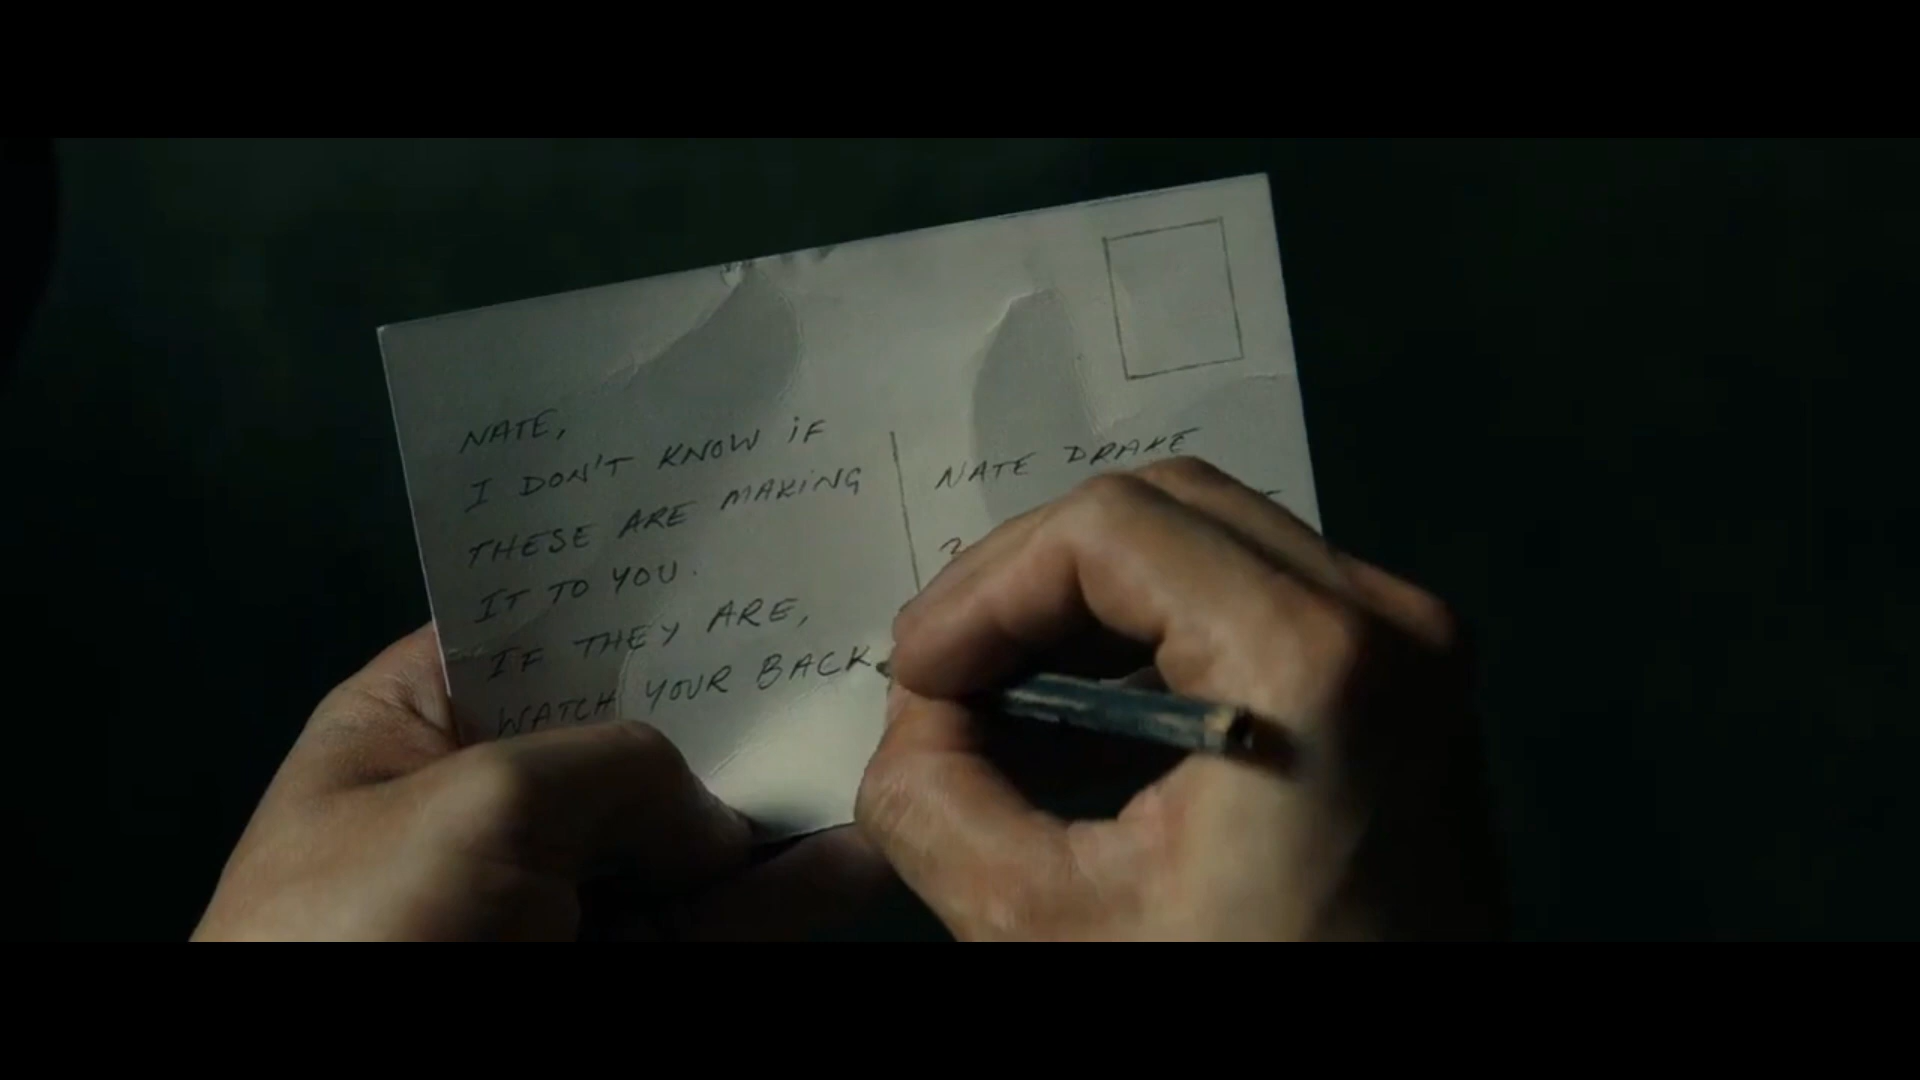 NATE,
I DON'T KNOW iF
THESE ARE MAKiNG
IT TO YOU.
IF THEY ARE,
WATCH YOUR BACK
NATE DRAKE